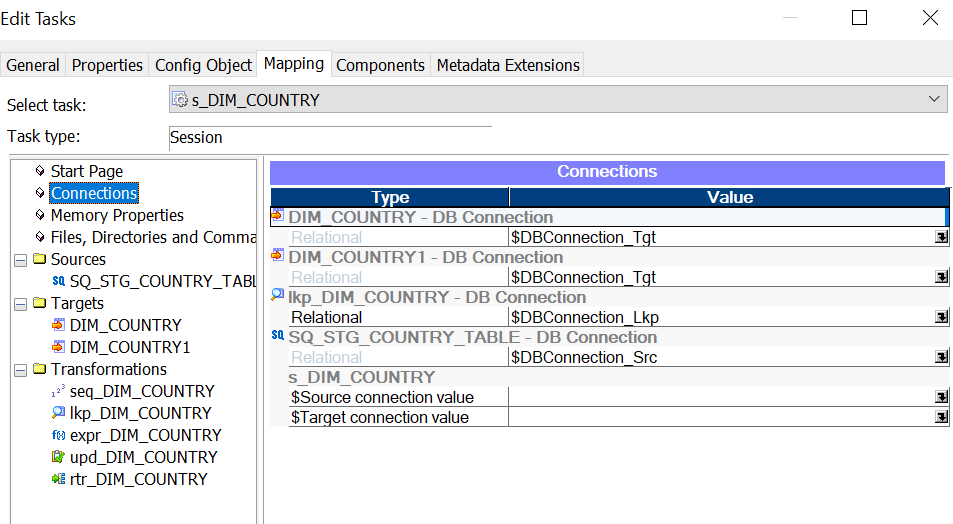 Edit Tasks
General Properties Config Object Mapping Components Metadata Extensions
Select task: s_DIM_COUNTRY
Task type: Session
Start Page
Connections
Memory Properties
Files, Directories and Comma
Sources
SQ_STG_COUNTRY_TABL
Targets
DIM_COUNTRY
DIM_COUNTRY1
Transformations
seq_DIM_COUNTRY
lkp_DIM_COUNTRY
expr_DIM_COUNTRY
upd_DIM_COUNTRY
rtr_DIM_COUNTRY
Connections
Type Value
DIM_COUNTRY - DB Connection
Relational $DBConnection_Tgt
DIM_COUNTRY1 - DB Connection
Relational $DBConnection_Tgt
lkp_DIM_COUNTRY - DB Connection
Relational $DBConnection_Lkp
SQ_STG_COUNTRY_TABLE - DB Connection
Relational $DBConnection_Src
s_DIM_COUNTRY
$Source connection value
$Target connection value